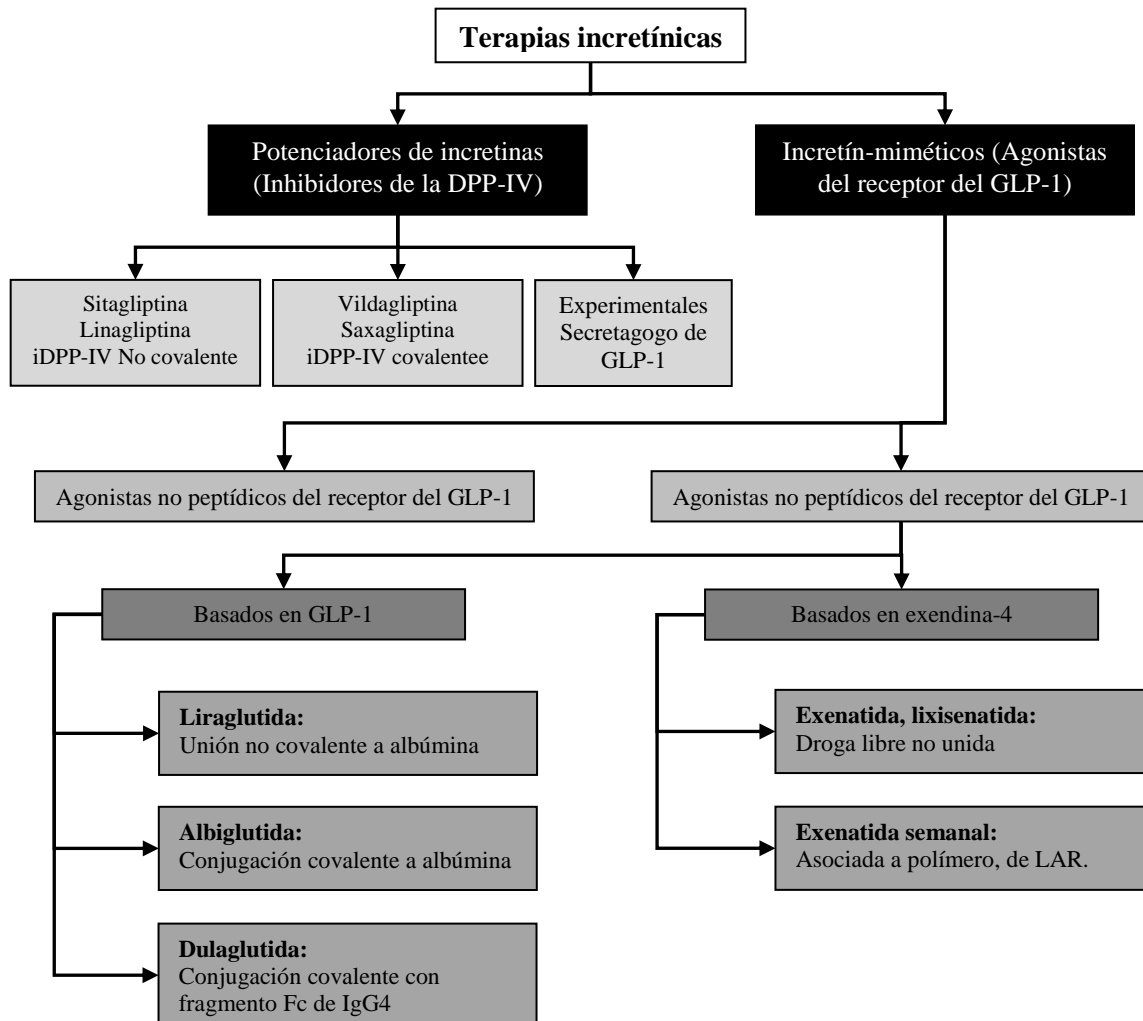 Terapias incretínicas
Potenciadores de incretinas
(Inhibidores de la DPP-IV)
Incretín-miméticos (Agonistas
del receptor del GLP-1)
Sitagliptina
Linagliptina
iDPP-IV No covalente
Vildagliptina
Saxagliptina
iDPP-IV covalentee
Experimentales
Secretagogo de
GLP-1
Agonistas no peptídicos del receptor del GLP-1
Agonistas no peptídicos del receptor del GLP-1
Basados en GLP-1
Basados en exendina-4
Liraglutida:
Unión no covalente a albúmina
Exenatida, lixisenatida:
Droga libre no unida
Albiglutida:
Conjugación covalente a albúmina
Exenatida semanal:
Asociada a polímero, de LAR.
Dulaglutida:
Conjugación covalente con
fragmento Fc de IgG4